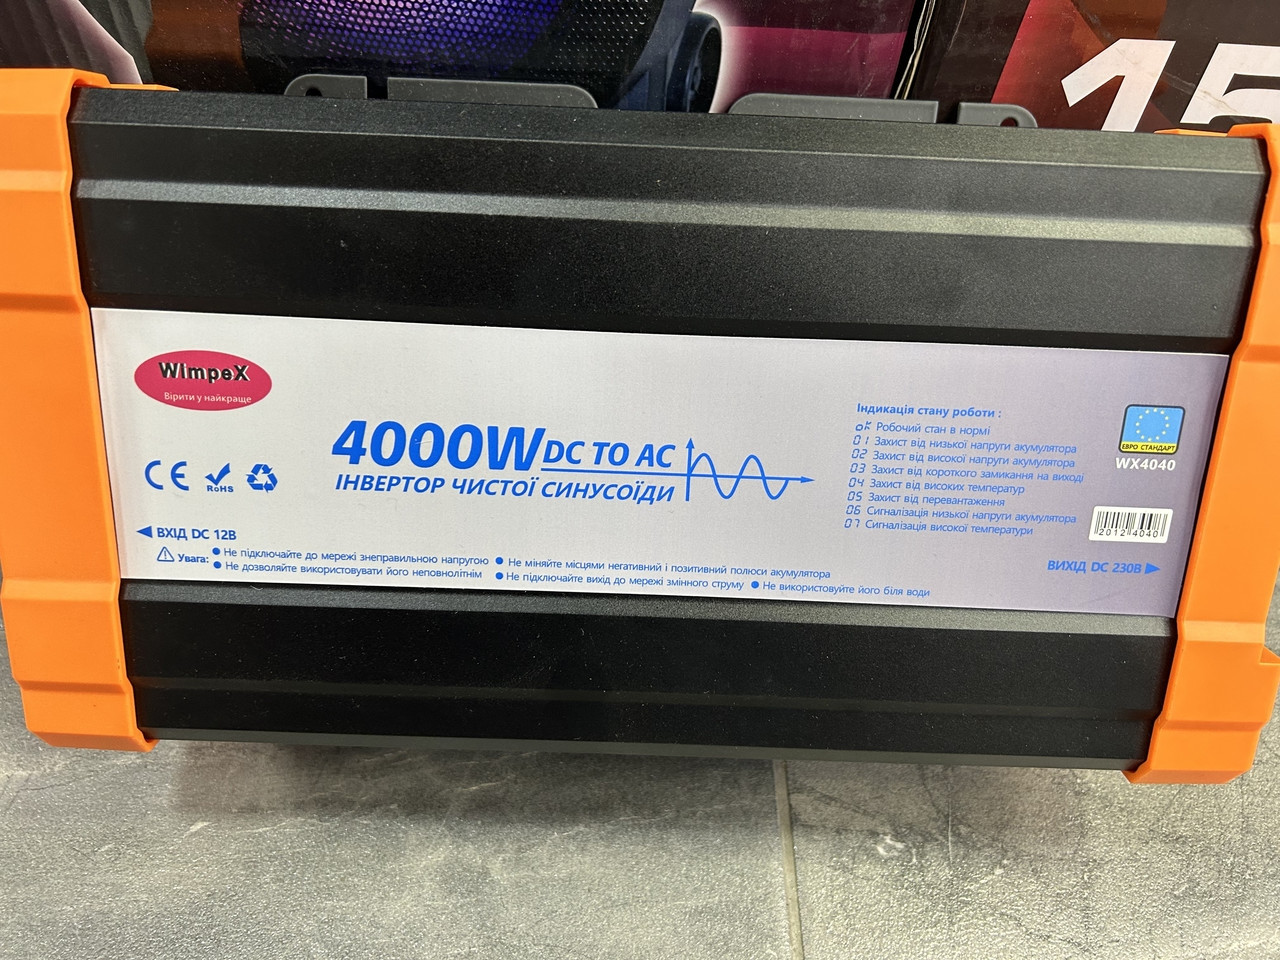 15
WimpeX
Вірити у найкраще
4000W DC TO AC
ІНВЕРТОР ЧИСТОЇ СИНУСОЇДИ
CE
RoHS
ВХІД DC 12В
Увага:
Не підключайте до мережі знеправильною напругою
Не міняйте місцями негативний і позитивний полюси акумулятора
Не дозволяйте використовувати його неповнолітнім
Не підключайте вихід до мережі змінного струму
Не використовуйте його біля води
Індикація стану роботи :
oK Робочий стан в нормі
01 Захист від низької напруги акумулятора
02 Захист від високої напруги акумулятора
03 Захист від короткого замикання на виході
04 Захист від високих температур
05 Захист від перевантаження
06 Сигналізація низької напруги акумулятора
07 Сигналізація високої температури
ЕВРО СТАНДАРТ
WX4040
2012 4040
ВИХІД DC 230В